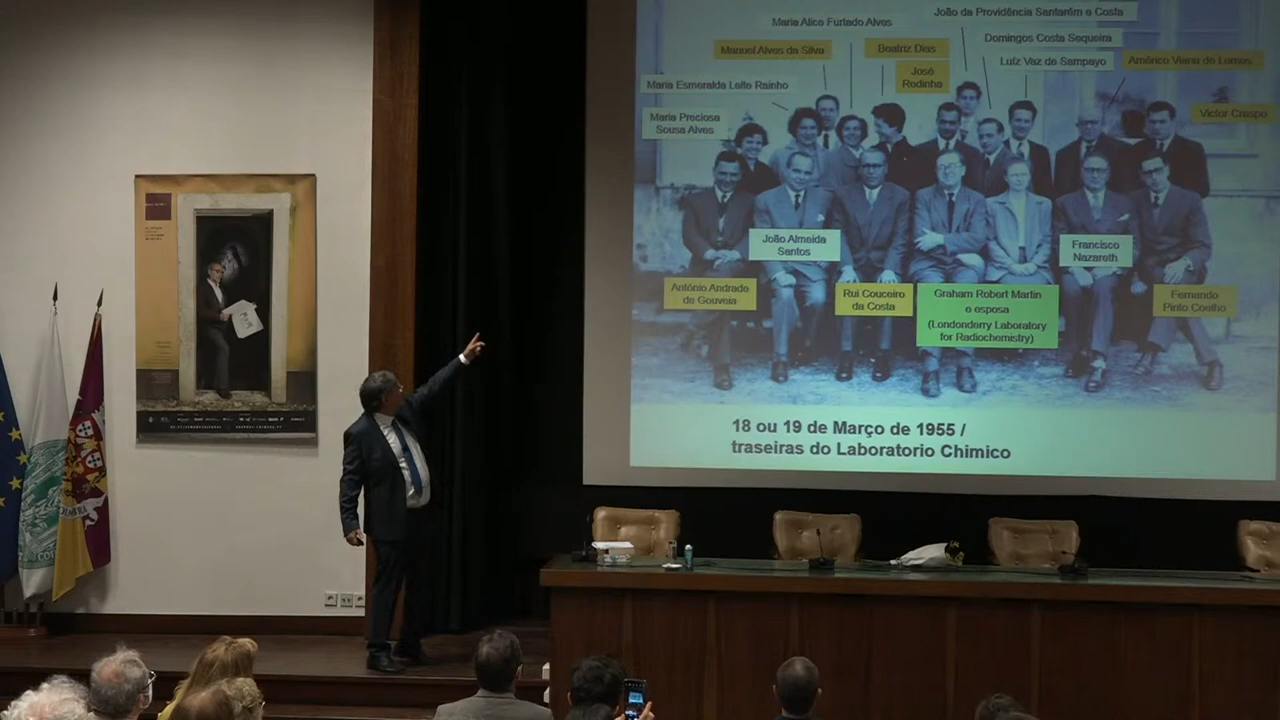 João da Providência Santarém e Costa
Maria Alice Furtado Alves
Domingos Costa Sequeira
Manuel Alves da Silva
Beatriz Dias
Luíz Vaz de Sampayo
Américo Viana de Lemos
José
Redinha
Maria Esmeralda Leite Rainho
Maria Preciosa
Sousa Alves
Victor Crespo
João Almeida
Santos
Francisco
Nazareth
António Andrade
de Gouveia
Rui Couceiro
da Costa
Graham Robert Martin
e esposa
(Londonderry Laboratory
for Radiochemistry)
Fernando
Pinto Coelho
18 ou 19 de Março de 1955 /
traseiras do Laboratorio Chimico